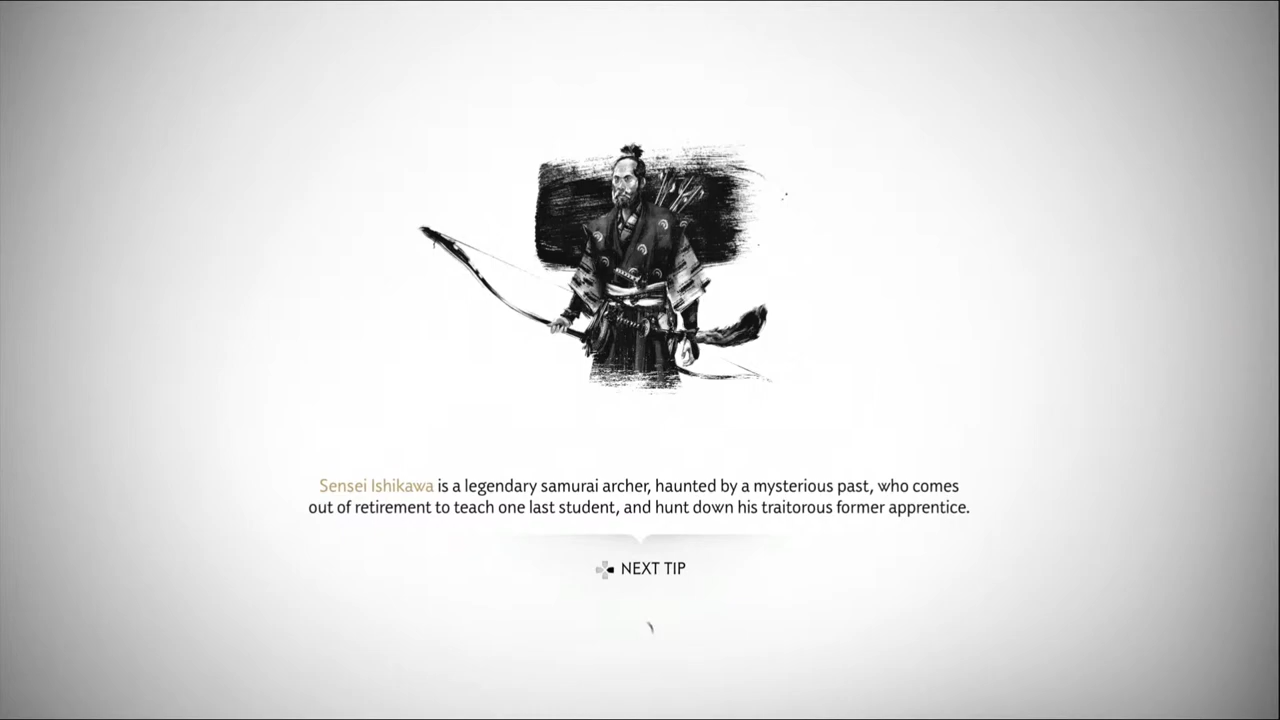 Sensei Ishikawa is a legendary samurai archer, haunted by a mysterious past, who comes
out of retirement to teach one last student, and hunt down his traitorous former apprentice.
NEXT TIP